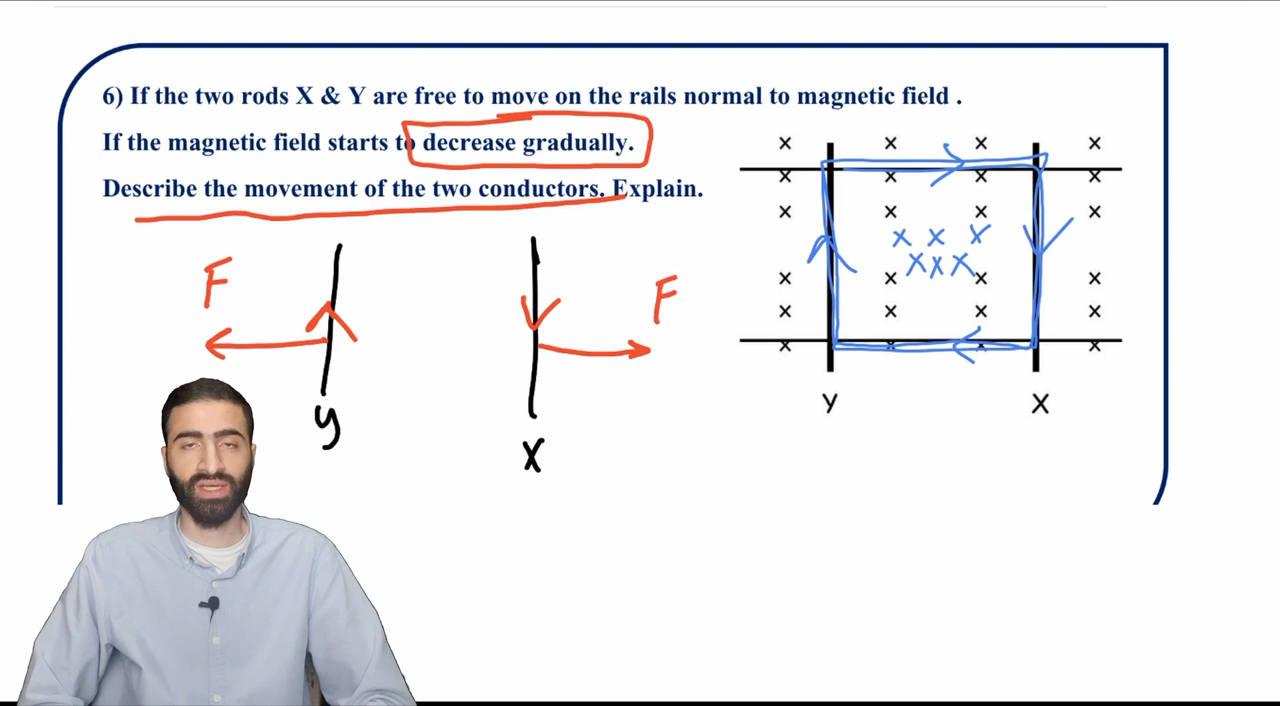 6) If the two rods X & Y are free to move on the rails normal to magnetic field .
If the magnetic field starts to decrease gradually.
Describe the movement of the two conductors. Explain.
F
F
y
x
x x x x
x x x x
x x x x
x x x
x x x
x x x x
x x x x
x x x x
Y X